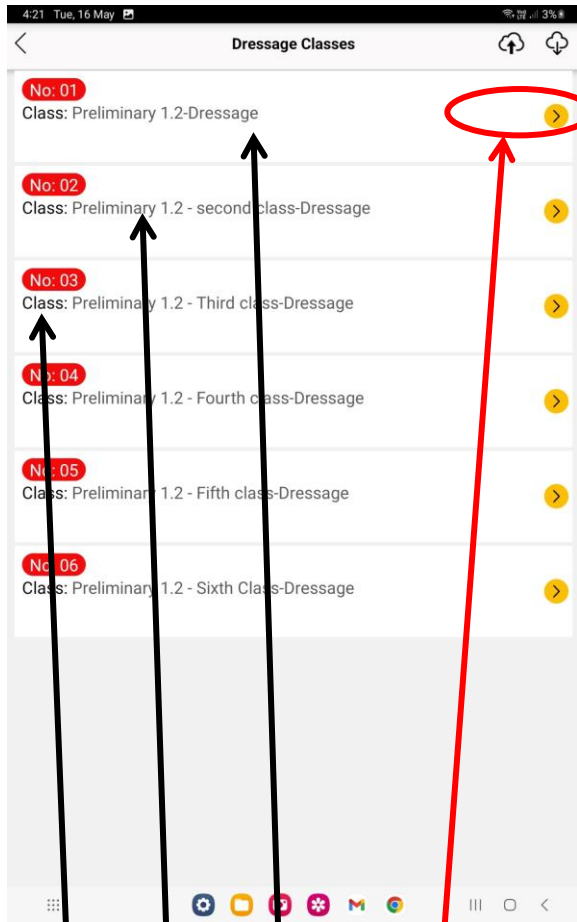 4:21 Tue, 16 May 3%
Dressage Classes
No: 01
Class: Preliminary 1.2-Dressage
No: 02
Class: Preliminary 1.2 - second class-Dressage
No: 03
Class: Preliminary 1.2 - Third class-Dressage
No: 04
Class: Preliminary 1.2 - Fourth class-Dressage
No: 05
Class: Preliminary 1.2 - Fifth class-Dressage
No: 06
Class: Preliminary 1.2 - Sixth Class-Dressage